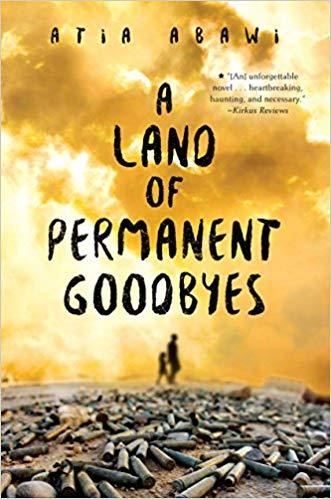 ATIA ABAWI
★ "[An] unforgettable
novel . . . heartbreaking,
haunting, and necessary."
—Kirkus Reviews
A
LAND
OF
PERMANENT
GOODBYES